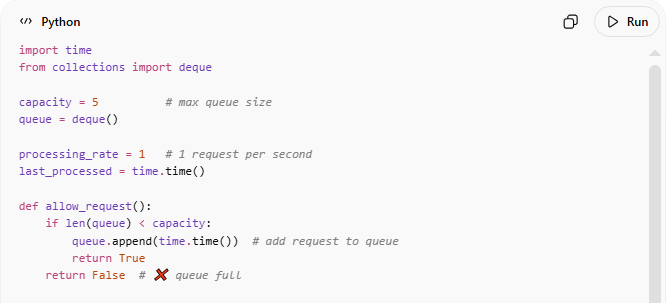 Python
Run
import time
from collections import deque
capacity = 5          # max queue size
queue = deque()
processing_rate = 1   # 1 request per second
last_processed = time.time()
def allow_request():
    if len(queue) < capacity:
        queue.append(time.time())  # add request to queue
        return True
    return False  # ❌ queue full